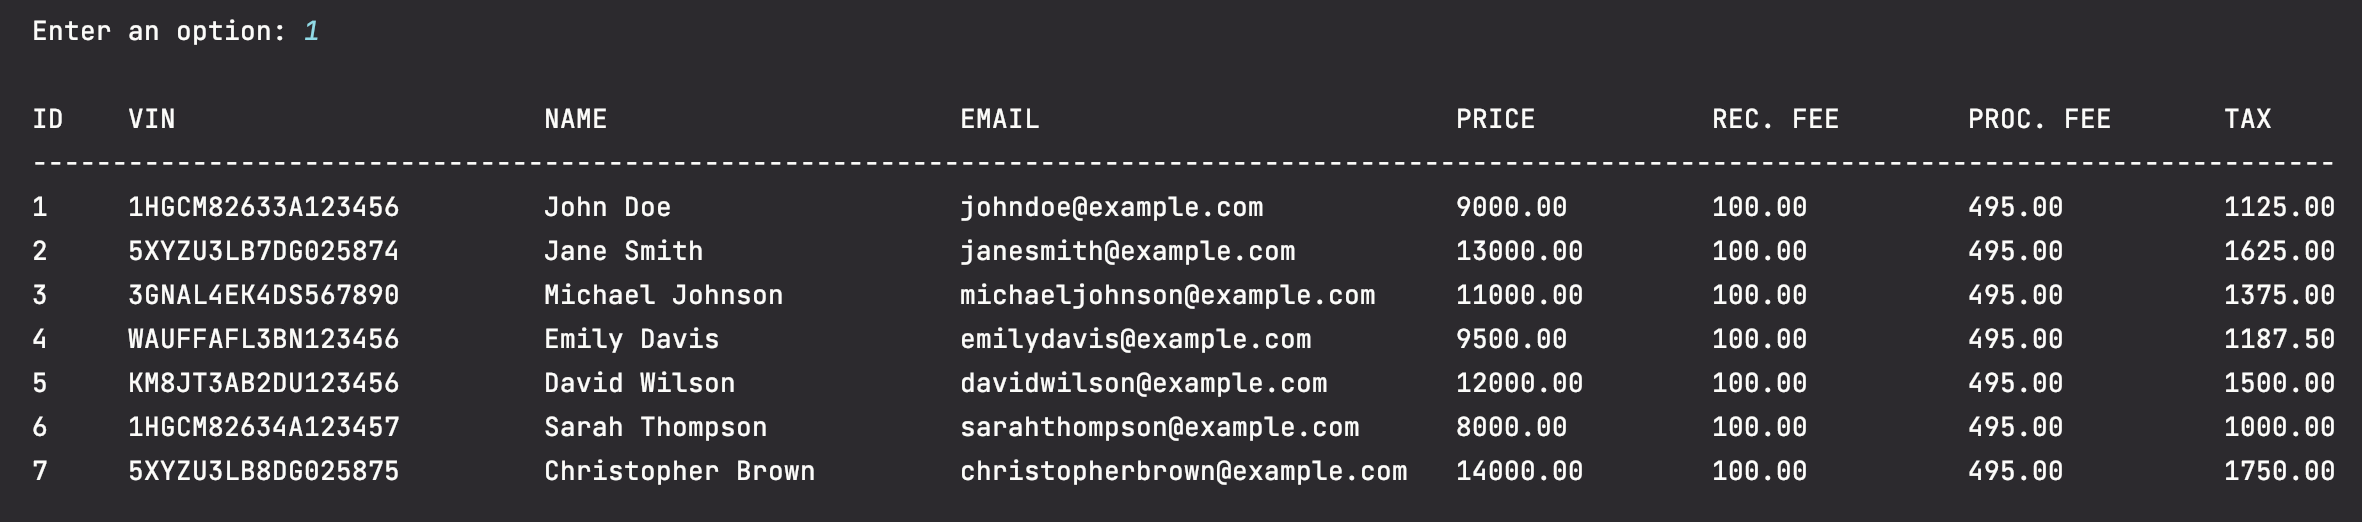 Enter an option: 1
ID VIN NAME EMAIL PRICE REC. FEE PROC. FEE TAX
------------------------------------------------------------------------------------------------------------------------------------------------
1 1HGCM82633A123456 John Doe johndoe@example.com 9000.00 100.00 495.00 1125.00
2 5XYZU3LB7DG025874 Jane Smith janesmith@example.com 13000.00 100.00 495.00 1625.00
3 3GNAL4EK4DS567890 Michael Johnson michaeljohnson@example.com 11000.00 100.00 495.00 1375.00
4 WAUFFAFL3BN123456 Emily Davis emilydavis@example.com 9500.00 100.00 495.00 1187.50
5 KM8JT3AB2DU123456 David Wilson davidwilson@example.com 12000.00 100.00 495.00 1500.00
6 1HGCM82634A123457 Sarah Thompson sarahthompson@example.com 8000.00 100.00 495.00 1000.00
7 5XYZU3LB8DG025875 Christopher Brown christopherbrown@example.com 14000.00 100.00 495.00 1750.00